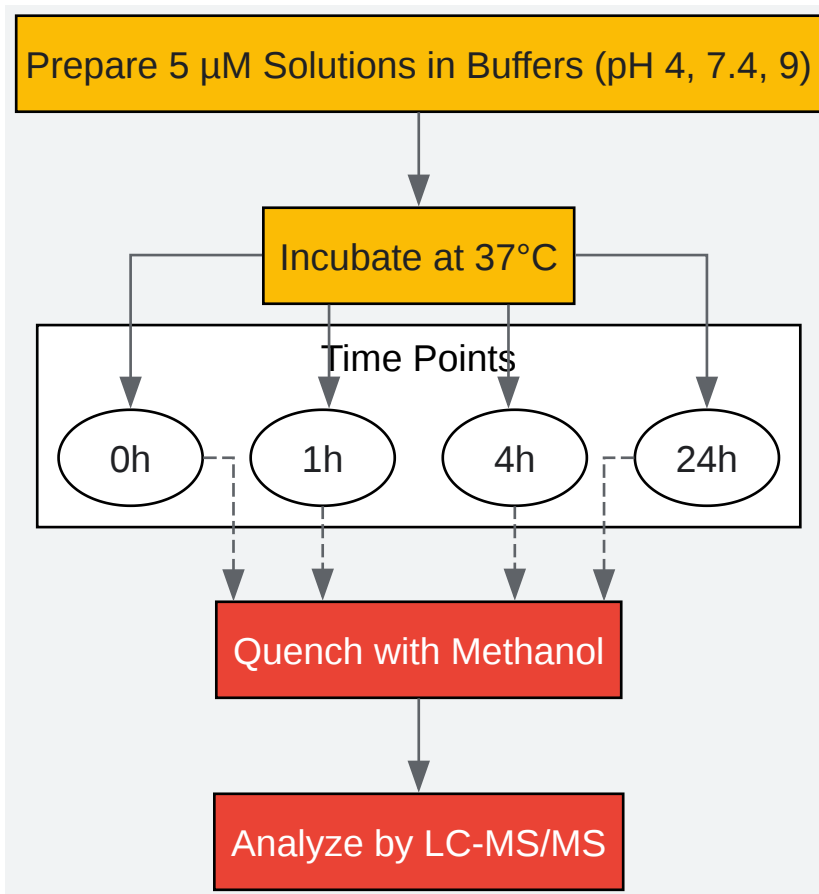 Prepare 5 µM Solutions in Buffers (pH 4, 7.4, 9)
Incubate at 37°C
Time Points
0h
1h
4h
24h
Quench with Methanol
Analyze by LC-MS/MS